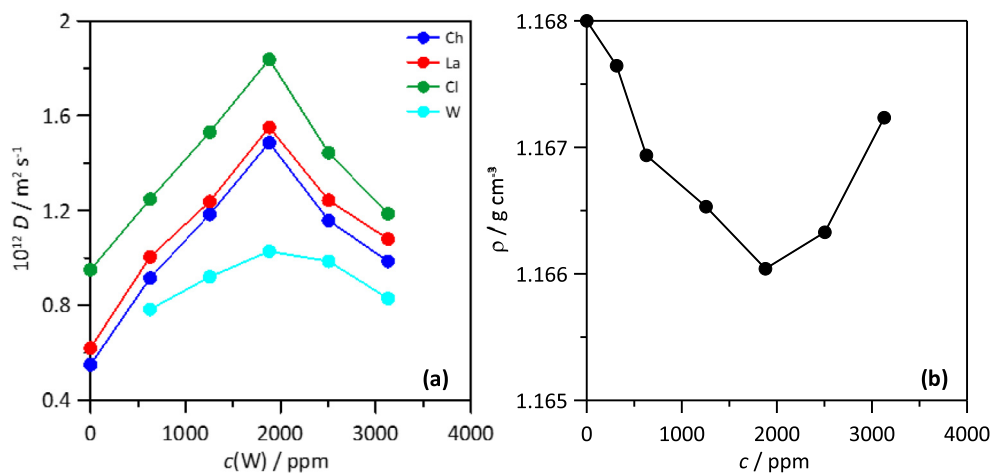 2
1.6
1.2
0.8
0.4
10¹² D / m² s⁻¹
Ch
La
Cl
W
(a)
0 1000 2000 3000 4000
c(W) / ppm
1.168
1.167
1.166
1.165
ρ / g cm⁻³
(b)
0 1000 2000 3000 4000
c / ppm